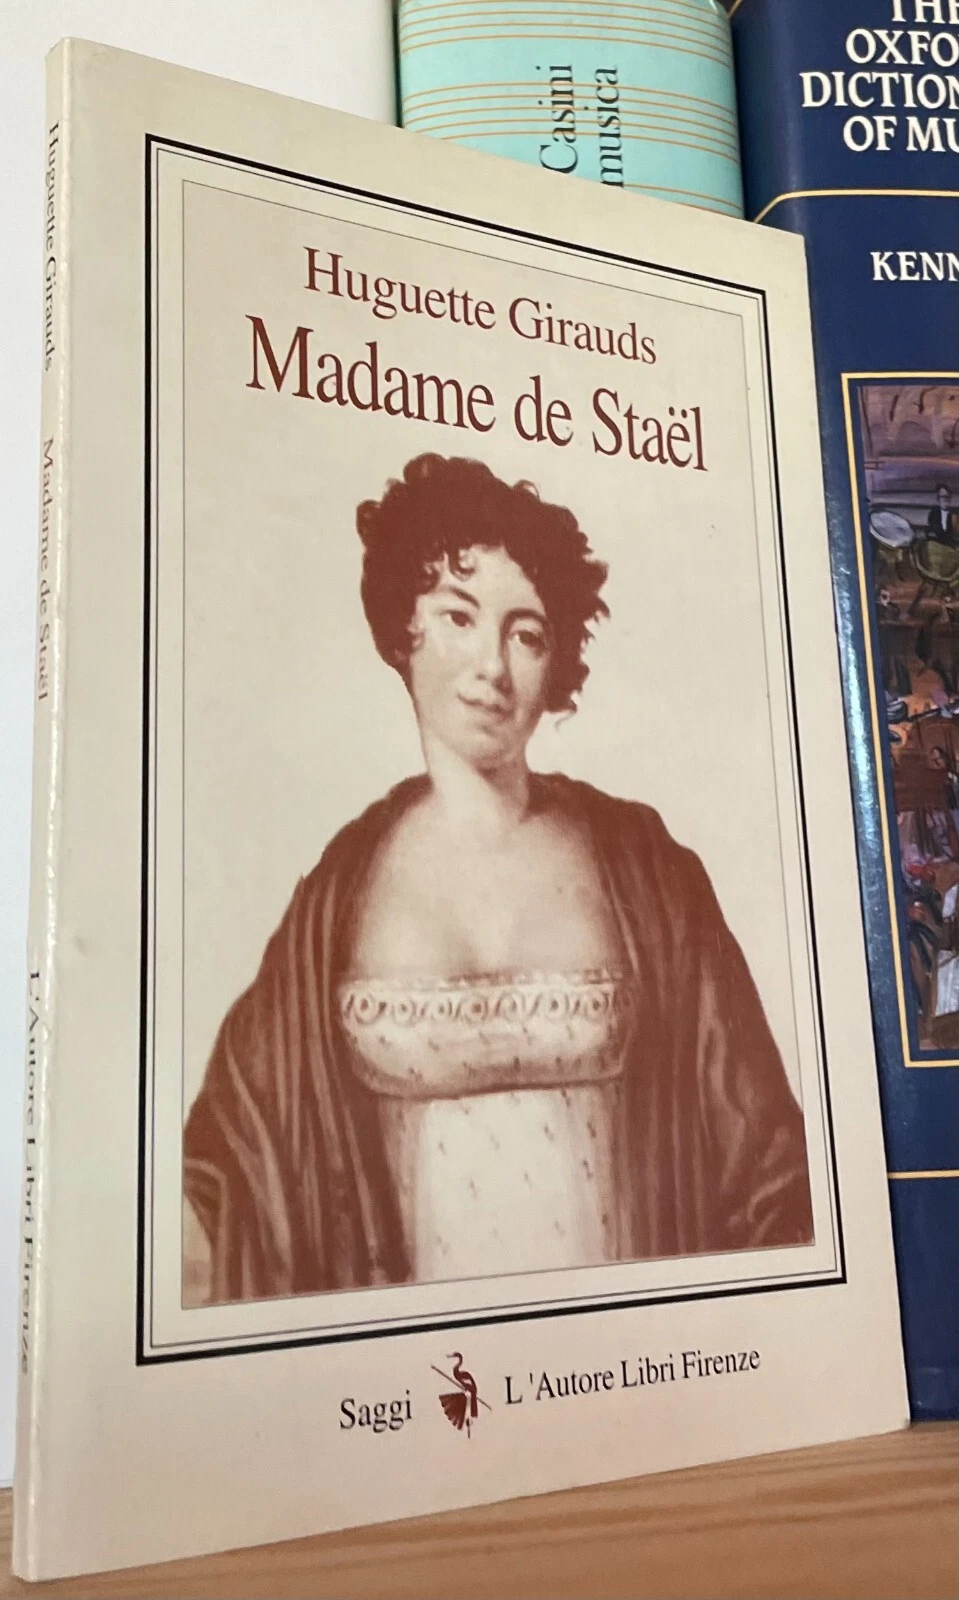 Huguette Girauds
Madame de Staël
Saggi
L'Autore Libri Firenze
Huguette Girauds Madame de Staël L'Autore Libri Firenze
Casini
musica
THE
OXFO
DICTION
OF MU
KENN